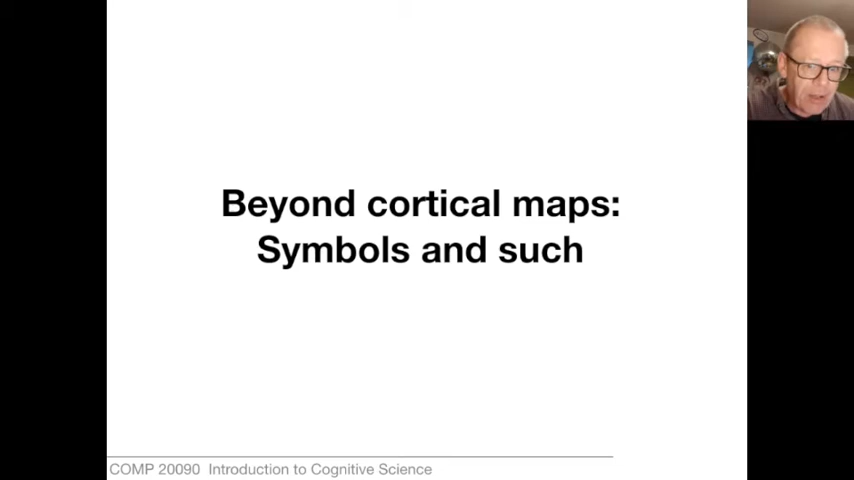 Beyond cortical maps:
Symbols and such
COMP 20090 Introduction to Cognitive Science